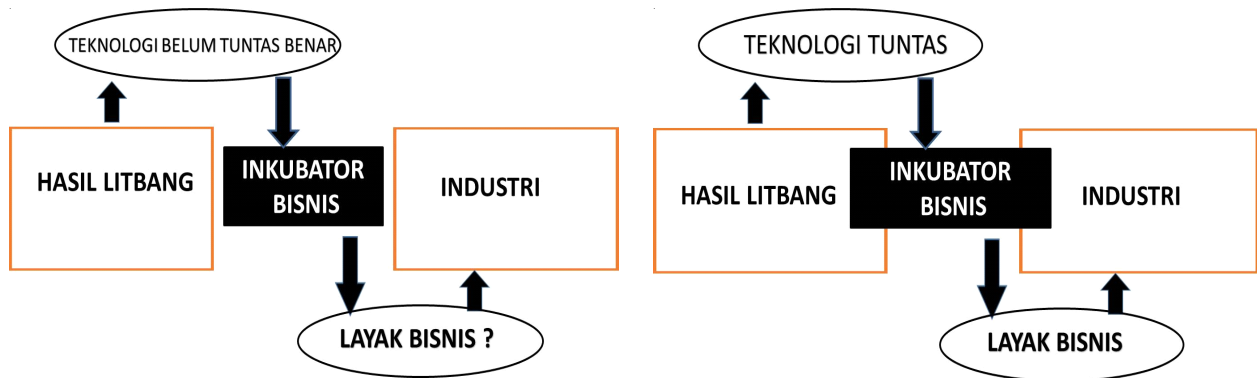 TEKNOLOGI BELUM TUNTAS BENAR
HASIL LITBANG
INKUBATOR
BISNIS
INDUSTRI
LAYAK BISNIS ?
TEKNOLOGI TUNTAS
HASIL LITBANG
INKUBATOR
BISNIS
INDUSTRI
LAYAK BISNIS